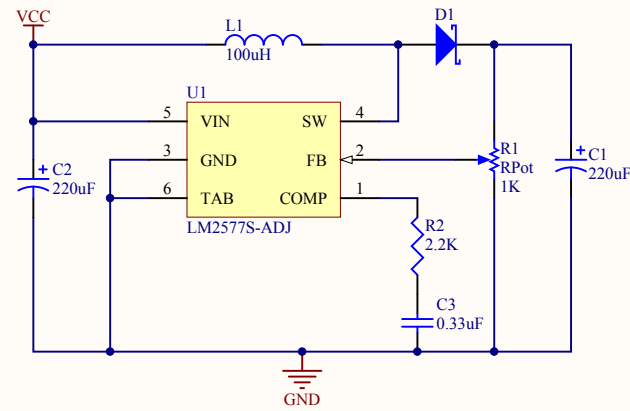 VCC
L1
100uH
D1
U1
5 VIN SW 4
3 GND FB 2
6 TAB COMP 1
LM2577S-ADJ
C2
220uF
R1
RPot
1K
C1
220uF
R2
2.2K
C3
0.33uF
GND